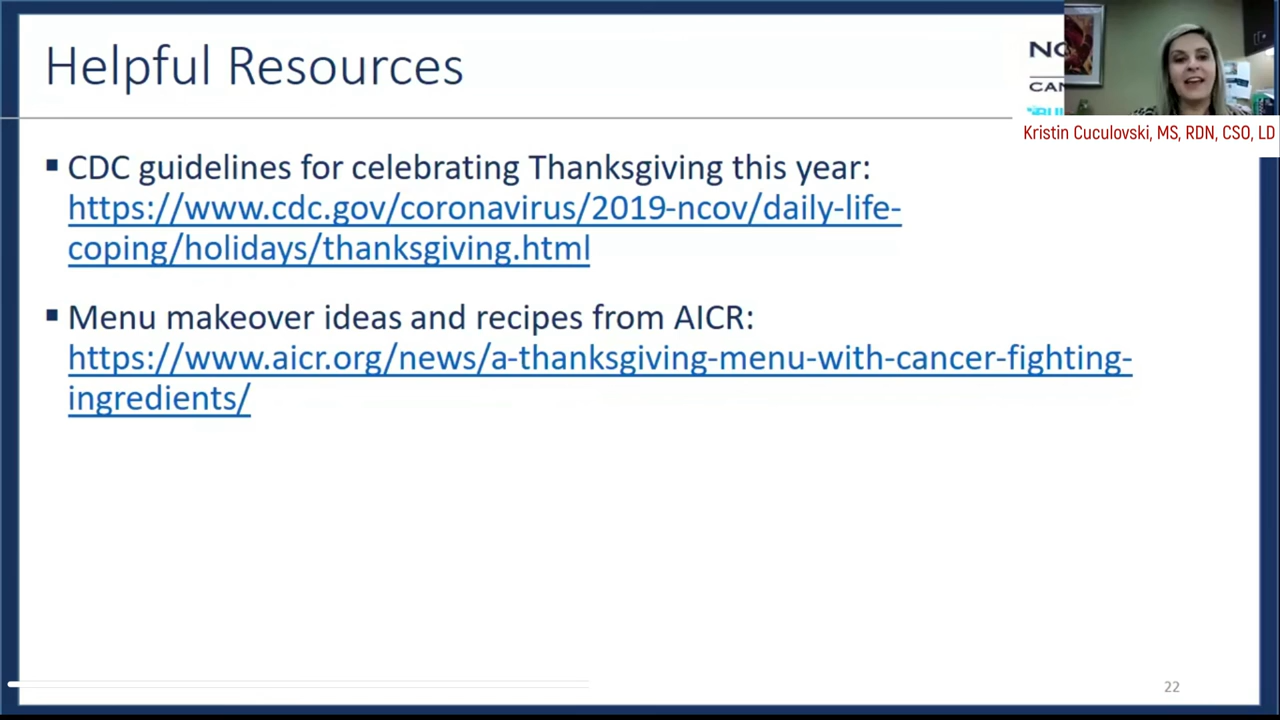 Helpful Resources
Kristin Cuculovski, MS, RDN, CSO, LD
▪ CDC guidelines for celebrating Thanksgiving this year:
https://www.cdc.gov/coronavirus/2019-ncov/daily-life-
coping/holidays/thanksgiving.html
▪ Menu makeover ideas and recipes from AICR:
https://www.aicr.org/news/a-thanksgiving-menu-with-cancer-fighting-
ingredients/
22